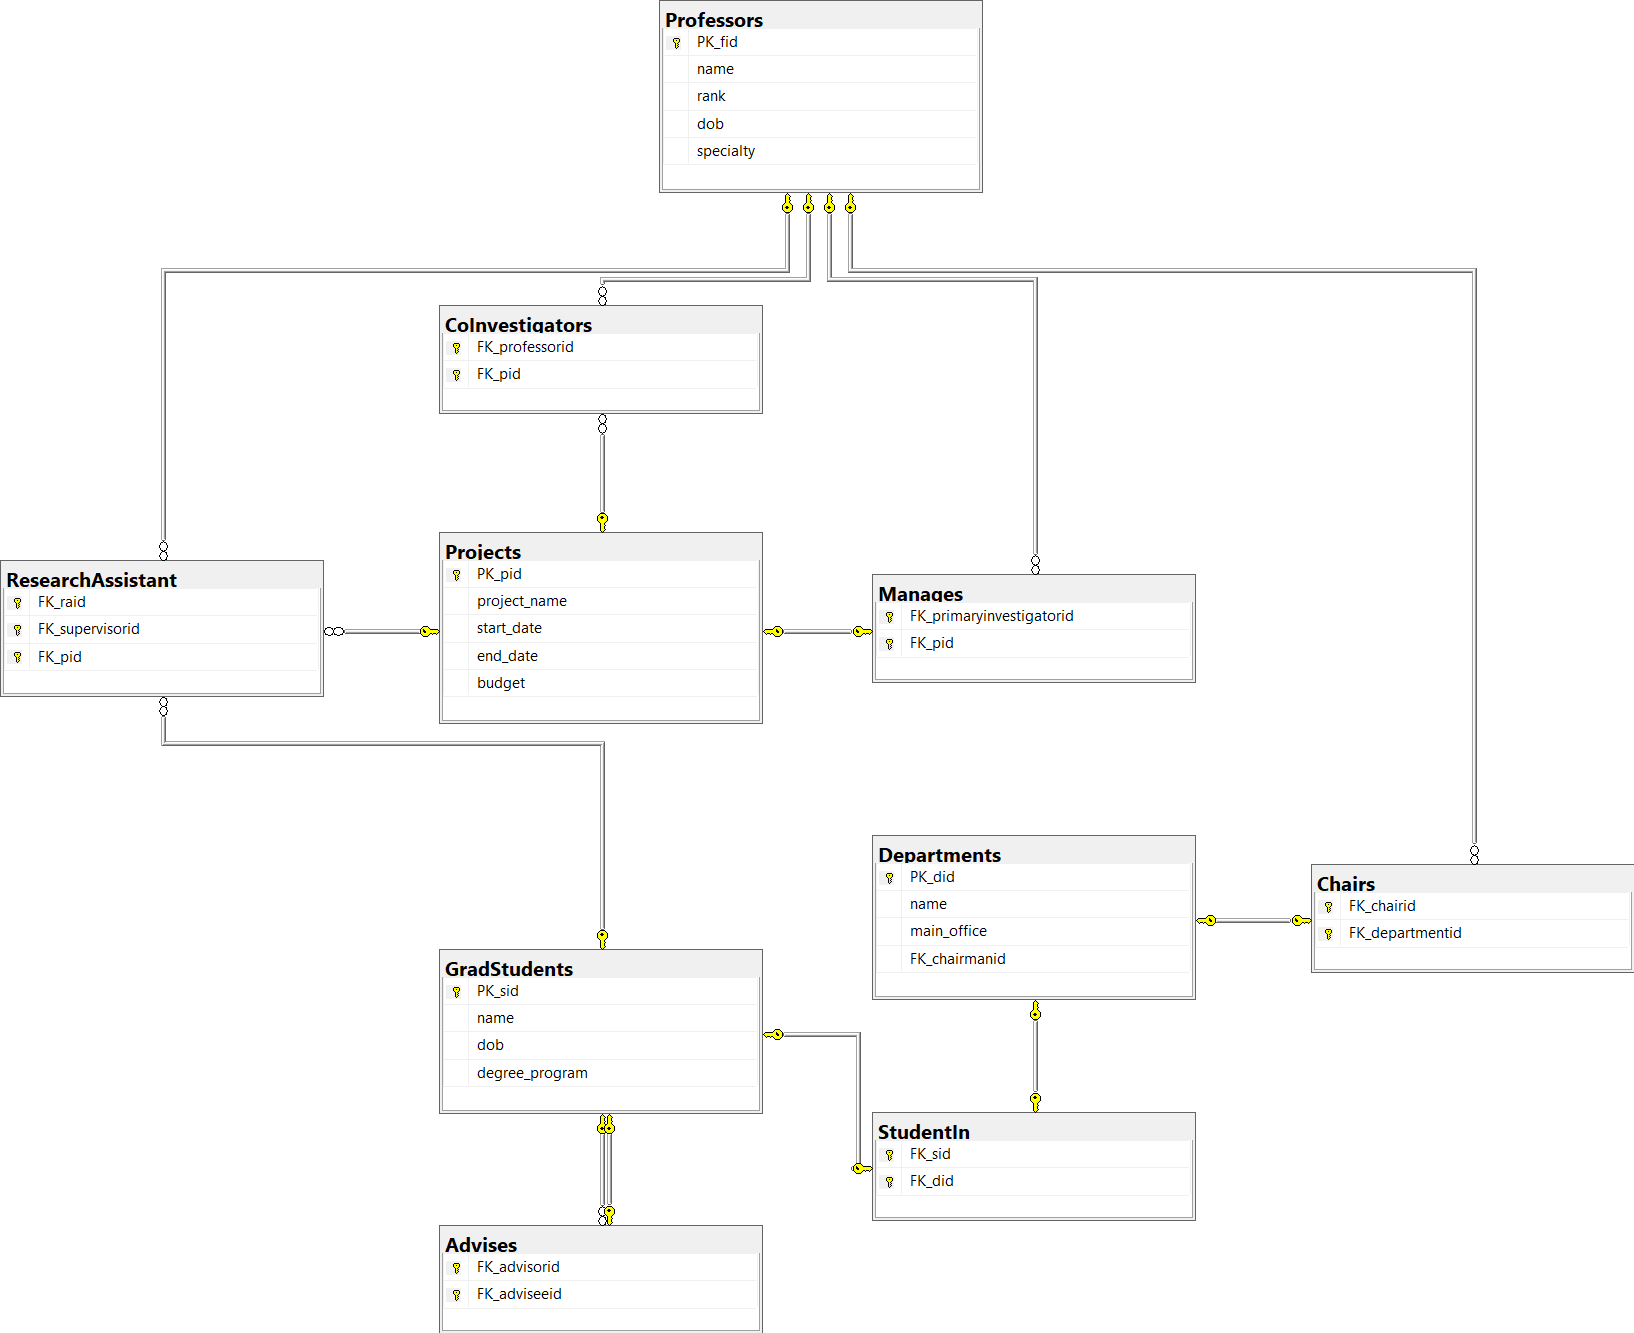 Professors
PK_fid
name
rank
dob
specialty
CoInvestigators
FK_professorid
FK_pid
Projects
PK_pid
project_name
start_date
end_date
budget
ResearchAssistant
FK_raid
FK_supervisorid
FK_pid
Manages
FK_primaryinvestigatorid
FK_pid
Departments
PK_did
name
main_office
FK_chairmanid
Chairs
FK_chairid
FK_departmentid
GradStudents
PK_sid
name
dob
degree_program
StudentIn
FK_sid
FK_did
Advises
FK_advisorid
FK_adviseeid